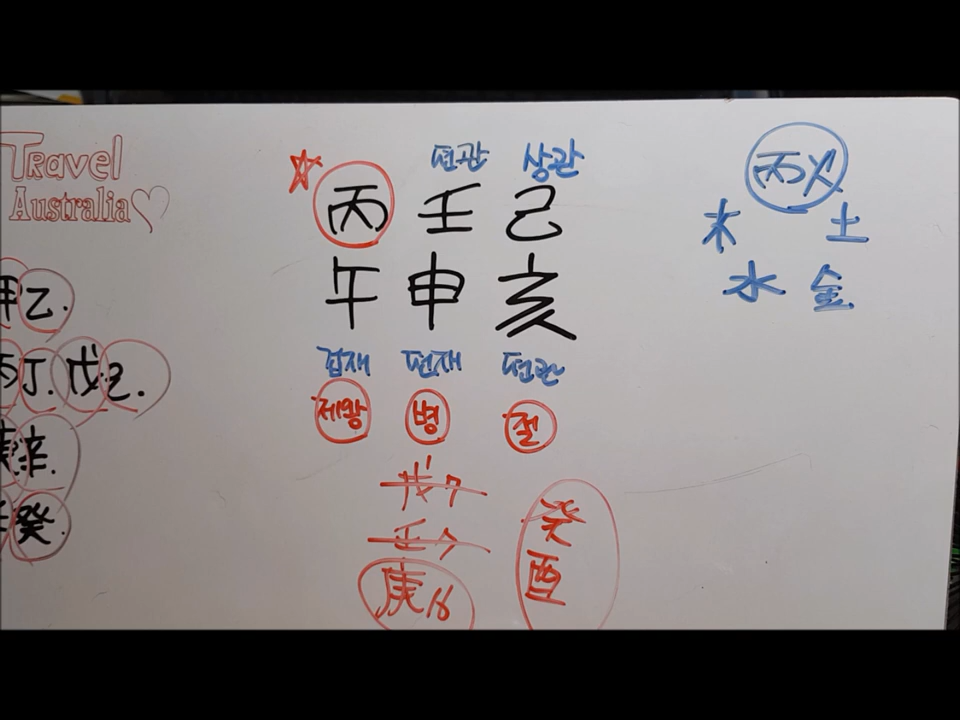 Travel
Australia
편관 상관
丙 壬 己
午 申 亥
겁재 편재 편관
제왕 병 절
戊 7
壬 7
庚 16
癸
酉
丙火
木 土
水 金
甲乙.
丙丁. 戊己.
庚辛.
壬癸.